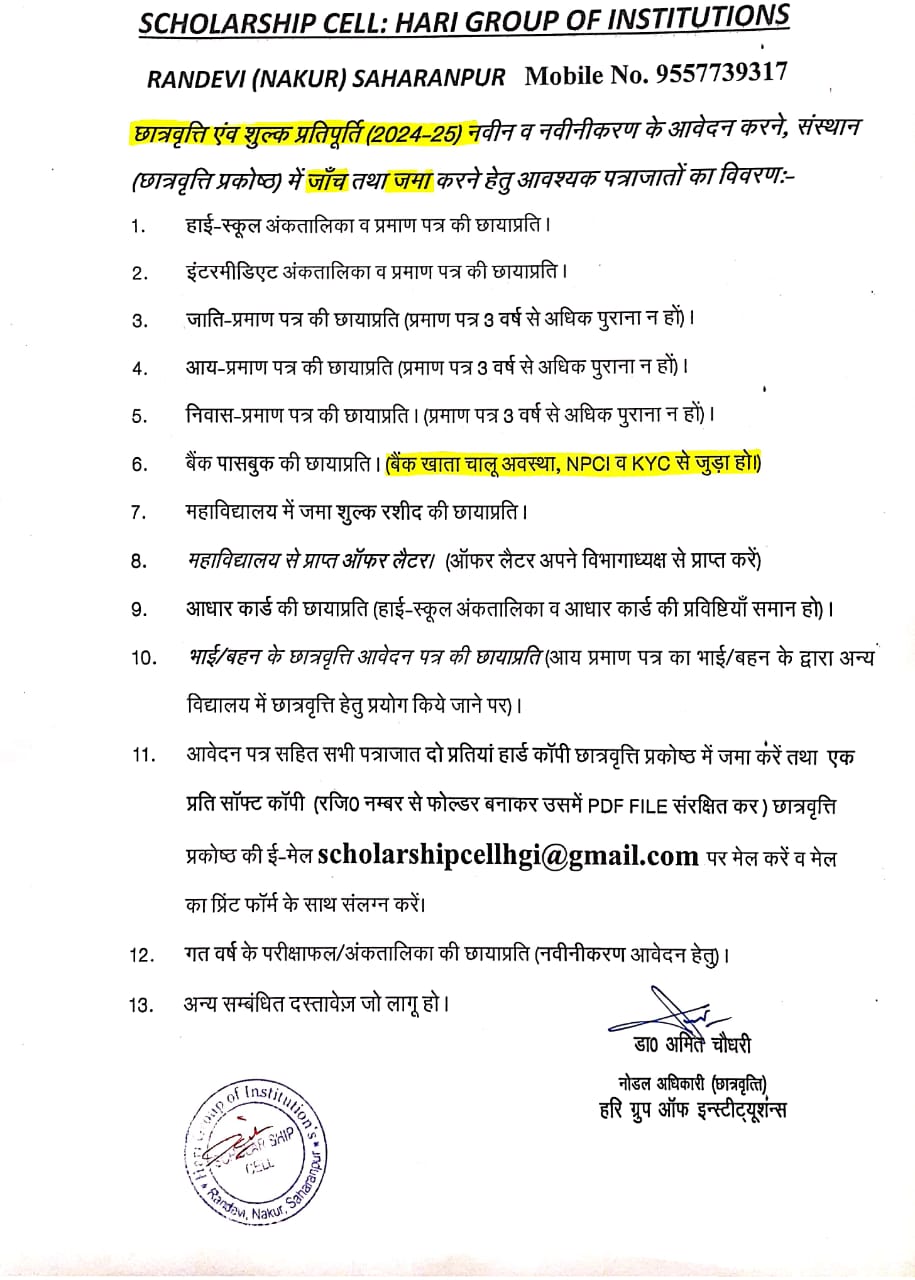 SCHOLARSHIP CELL: HARI GROUP OF INSTITUTIONS
RANDEVI (NAKUR) SAHARANPUR Mobile No. 9557739317
छात्रवृत्ति एंव शुल्क प्रतिपूर्ति (2024-25) नवीन व नवीनीकरण के आवेदन करने, संस्थान
(छात्रवृत्ति प्रकोष्ठ) में जाँच तथा जमा करने हेतु आवश्यक पत्राजातों का विवरण:-
1. हाई-स्कूल अंकतालिका व प्रमाण पत्र की छायाप्रति।
2. इंटरमीडिएट अंकतालिका व प्रमाण पत्र की छायाप्रति।
3. जाति-प्रमाण पत्र की छायाप्रति (प्रमाण पत्र 3 वर्ष से अधिक पुराना न हों)।
4. आय-प्रमाण पत्र की छायाप्रति (प्रमाण पत्र 3 वर्ष से अधिक पुराना न हों)।
5. निवास-प्रमाण पत्र की छायाप्रति। (प्रमाण पत्र 3 वर्ष से अधिक पुराना न हों)।
6. बैंक पासबुक की छायाप्रति। (बैंक खाता चालू अवस्था, NPCI व KYC से जुड़ा हो।)
7. महाविद्यालय में जमा शुल्क रशीद की छायाप्रति।
8. महाविद्यालय से प्राप्त ऑफर लैटर। (ऑफर लैटर अपने विभागाध्यक्ष से प्राप्त करें)
9. आधार कार्ड की छायाप्रति (हाई-स्कूल अंकतालिका व आधार कार्ड की प्रविष्टियाँ समान हो)।
10. भाई/बहन के छात्रवृत्ति आवेदन पत्र की छायाप्रति (आय प्रमाण पत्र का भाई/बहन के द्वारा अन्य
विद्यालय में छात्रवृत्ति हेतु प्रयोग किये जाने पर)।
11. आवेदन पत्र सहित सभी पत्राजात दो प्रतियां हार्ड कॉपी छात्रवृत्ति प्रकोष्ठ में जमा करें तथा एक
प्रति सॉफ्ट कॉपी (रजि0 नम्बर से फोल्डर बनाकर उसमें PDF FILE संरक्षित कर) छात्रवृत्ति
प्रकोष्ठ की ई-मेल scholarshipcellhgi@gmail.com पर मेल करें व मेल
का प्रिंट फॉर्म के साथ संलग्न करें।
12. गत वर्ष के परीक्षाफल/अंकतालिका की छायाप्रति (नवीनीकरण आवेदन हेतु)।
13. अन्य सम्बंधित दस्तावेज़ जो लागू हो।
डा0 अमित चौधरी
नोडल अधिकारी (छात्रवृत्ति)
हरि ग्रुप ऑफ इन्स्टीट्यूशंन्स
Hari Group of Institution's
SCHOLARSHIP
CELL
Randevi, Nakur, Saharanpur